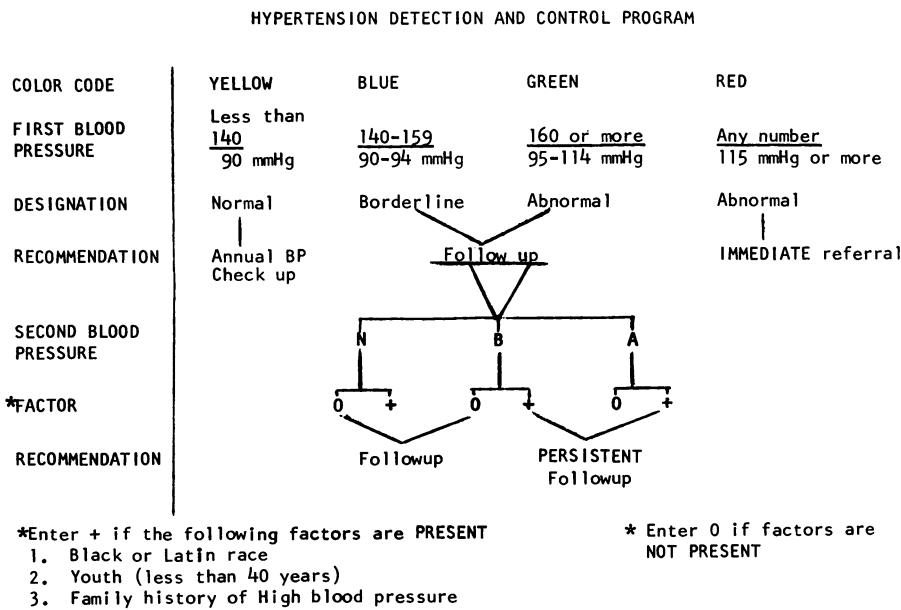 HYPERTENSION DETECTION AND CONTROL PROGRAM
COLOR CODE YELLOW BLUE GREEN RED
FIRST BLOOD PRESSURE
Less than 140 90 mmHg
140-159 90-94 mmHg
160 or more 95-114 mmHg
Any number 115 mmHg or more
DESIGNATION Normal Borderline Abnormal Abnormal
RECOMMENDATION Annual BP Check up Follow up IMMEDIATE referral
SECOND BLOOD PRESSURE N B A
*FACTOR 0 + 0 + 0 +
RECOMMENDATION Followup PERSISTENT Followup
*Enter + if the following factors are PRESENT
1. Black or Latin race
2. Youth (less than 40 years)
3. Family history of High blood pressure
* Enter 0 if factors are
NOT PRESENT